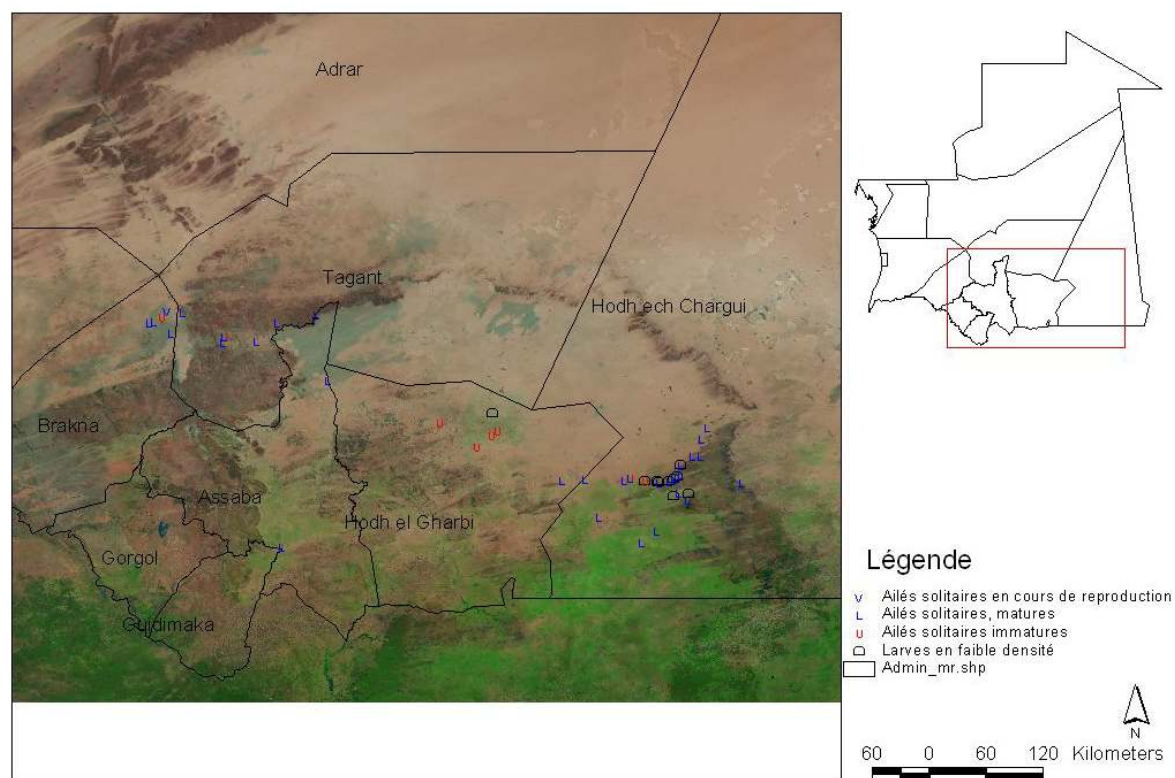 Adrar
Tagant
Hodh ech Chargui
Brakna
Assaba
Hodh el Gharbi
Gorgol
Guidimaka
Légende
V Ailés solitaires en cours de reproduction
L Ailés solitaires, matures
U Ailés solitaires immatures
Larves en faible densité
Admin_mr.shp
N
60 0 60 120 Kilometers